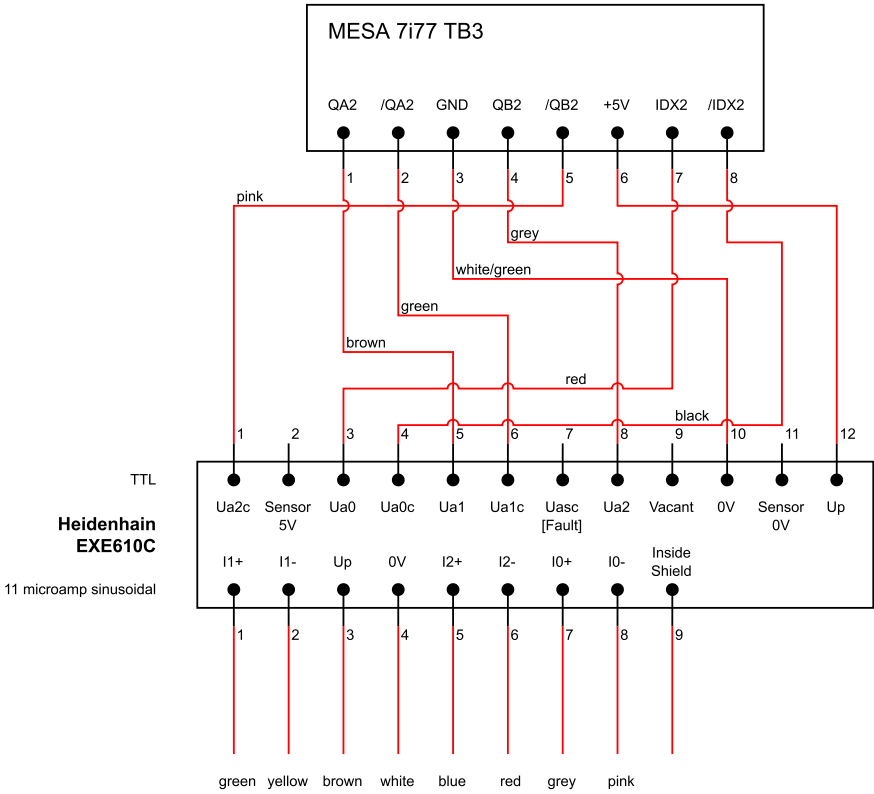 MESA 7i77 TB3
QA2 /QA2 GND QB2 /QB2 +5V IDX2 /IDX2
1 2 3 4 5 6 7 8
pink
grey
white/green
green
brown
red
black
1 2 3 4 5 6 7 8 9 10 11 12
TTL
Ua2c Sensor Ua0 Ua0c Ua1 Ua1c Uasc Ua2 Vacant 0V Sensor Up
5V [Fault] 0V
Heidenhain
EXE610C
Inside
I1+ I1- Up 0V I2+ I2- I0+ I0- Shield
11 microamp sinusoidal
1 2 3 4 5 6 7 8 9
green yellow brown white blue red grey pink